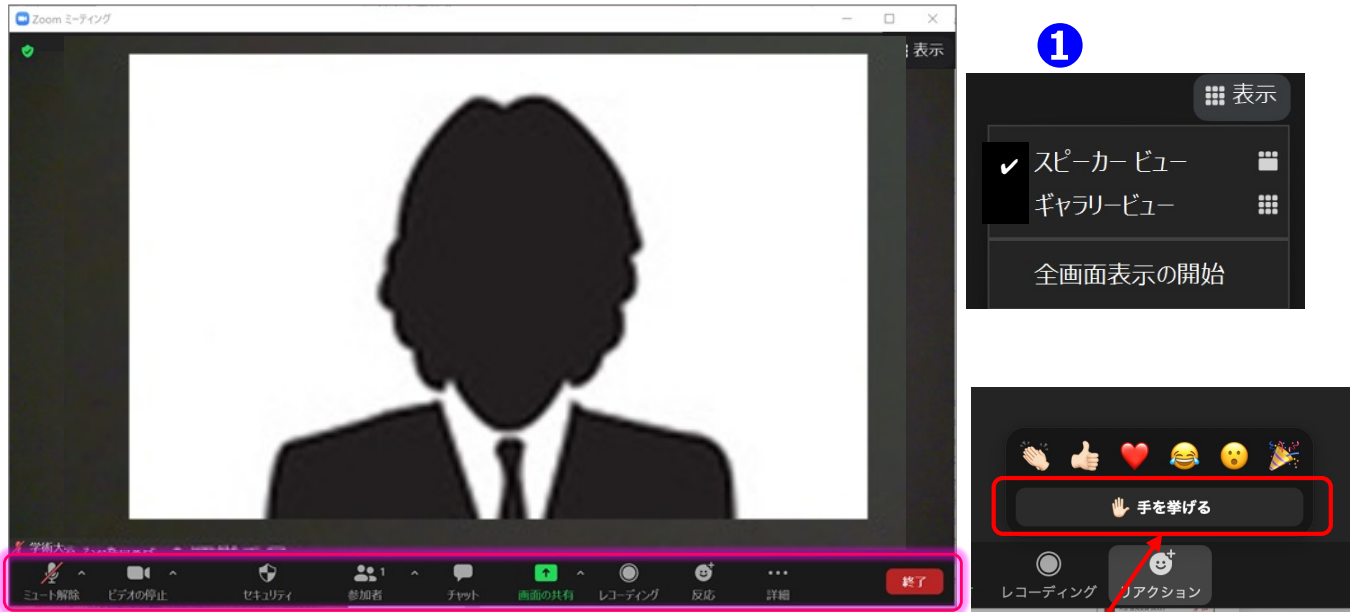 Zoom ミーティング
表示
学術大会
ミュート解除
ビデオの停止
セキュリティ
1
参加者
チャット
画面の共有
レコーディング
反応
詳細
終了
1
表示
スピーカー ビュー
ギャラリービュー
全画面表示の開始
手を挙げる
レコーディング
リアクション